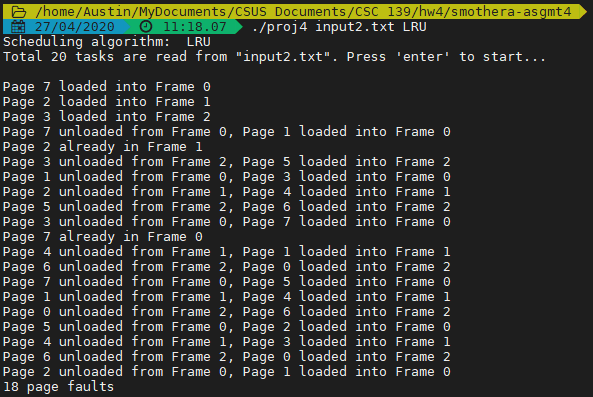 /home/Austin/MyDocuments/CSUS Documents/CSC 139/hw4/smothera-asgmt4
27/04/2020 11:18.07 ./proj4 input2.txt LRU
Scheduling algorithm:  LRU
Total 20 tasks are read from "input2.txt". Press 'enter' to start...
Page 7 loaded into Frame 0
Page 2 loaded into Frame 1
Page 3 loaded into Frame 2
Page 7 unloaded from Frame 0, Page 1 loaded into Frame 0
Page 2 already in Frame 1
Page 3 unloaded from Frame 2, Page 5 loaded into Frame 2
Page 1 unloaded from Frame 0, Page 3 loaded into Frame 0
Page 2 unloaded from Frame 1, Page 4 loaded into Frame 1
Page 5 unloaded from Frame 2, Page 6 loaded into Frame 2
Page 3 unloaded from Frame 0, Page 7 loaded into Frame 0
Page 7 already in Frame 0
Page 4 unloaded from Frame 1, Page 1 loaded into Frame 1
Page 6 unloaded from Frame 2, Page 0 loaded into Frame 2
Page 7 unloaded from Frame 0, Page 5 loaded into Frame 0
Page 1 unloaded from Frame 1, Page 4 loaded into Frame 1
Page 0 unloaded from Frame 2, Page 6 loaded into Frame 2
Page 5 unloaded from Frame 0, Page 2 loaded into Frame 0
Page 4 unloaded from Frame 1, Page 3 loaded into Frame 1
Page 6 unloaded from Frame 2, Page 0 loaded into Frame 2
Page 2 unloaded from Frame 0, Page 1 loaded into Frame 0
18 page faults